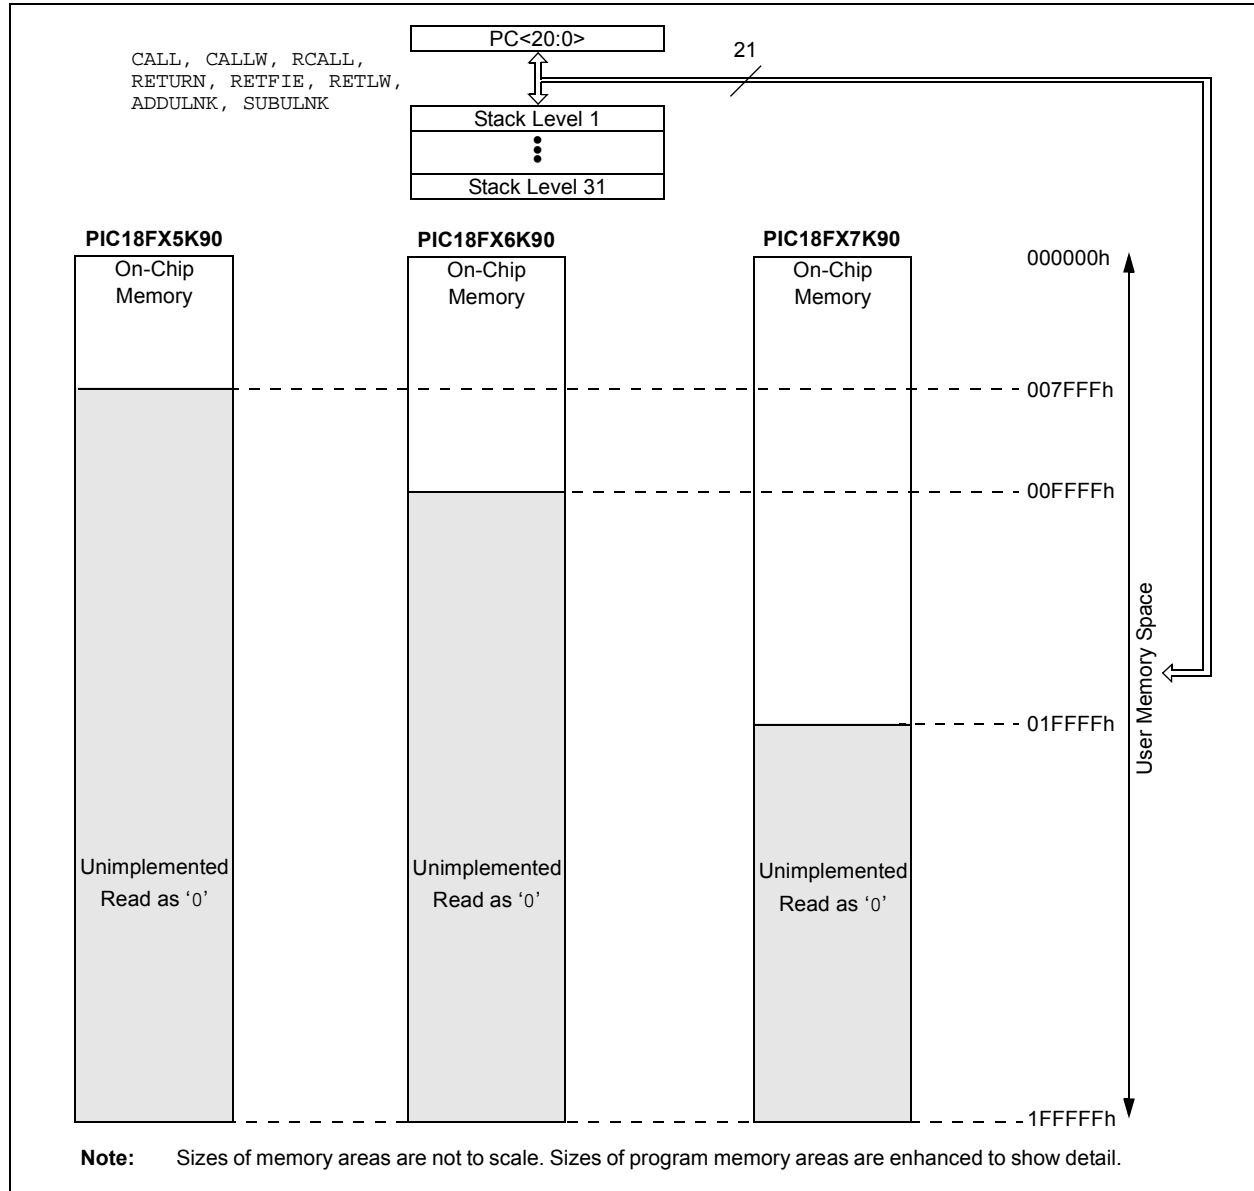 PC<20:0>
21
CALL, CALLW, RCALL,
RETURN, RETFIE, RETLW,
ADDULNK, SUBULNK
Stack Level 1
Stack Level 31
PIC18FX5K90
PIC18FX6K90
PIC18FX7K90
On-Chip
Memory
On-Chip
Memory
On-Chip
Memory
000000h
007FFFh
00FFFFh
01FFFFh
User Memory Space
Unimplemented
Read as ‘0’
Unimplemented
Read as ‘0’
Unimplemented
Read as ‘0’
1FFFFFh
Note: Sizes of memory areas are not to scale. Sizes of program memory areas are enhanced to show detail.